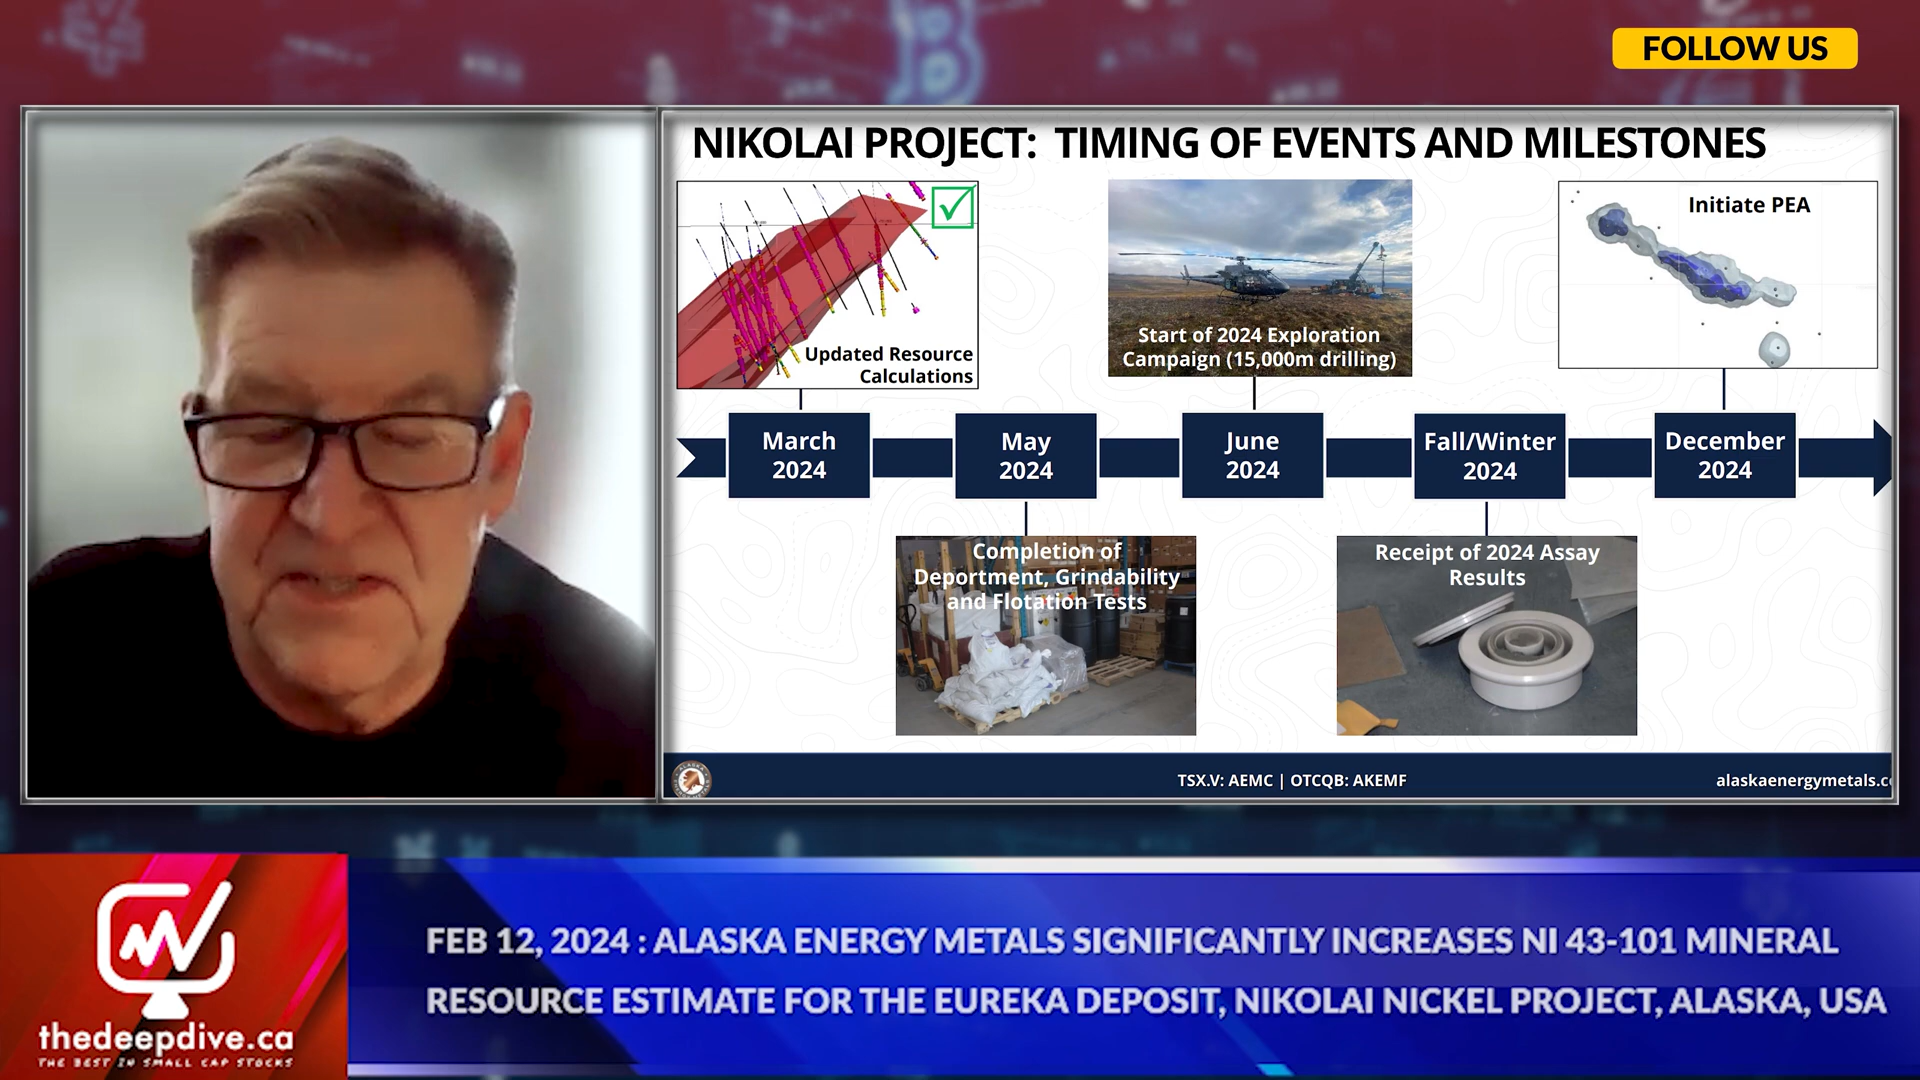 FOLLOW US
NIKOLAI PROJECT: TIMING OF EVENTS AND MILESTONES
Updated Resource
Calculations
Start of 2024 Exploration
Campaign (15,000m drilling)
Initiate PEA
March
2024
May
2024
June
2024
Fall/Winter
2024
December
2024
Completion of
Deportment, Grindability
and Flotation Tests
Receipt of 2024 Assay
Results
TSX.V: AEMC | OTCQB: AKEMF
alaskaenergymetals.c
thedeepdive.ca
THE BEST IN SMALL CAP STOCKS
FEB 12, 2024 : ALASKA ENERGY METALS SIGNIFICANTLY INCREASES NI 43-101 MINERAL
RESOURCE ESTIMATE FOR THE EUREKA DEPOSIT, NIKOLAI NICKEL PROJECT, ALASKA, USA